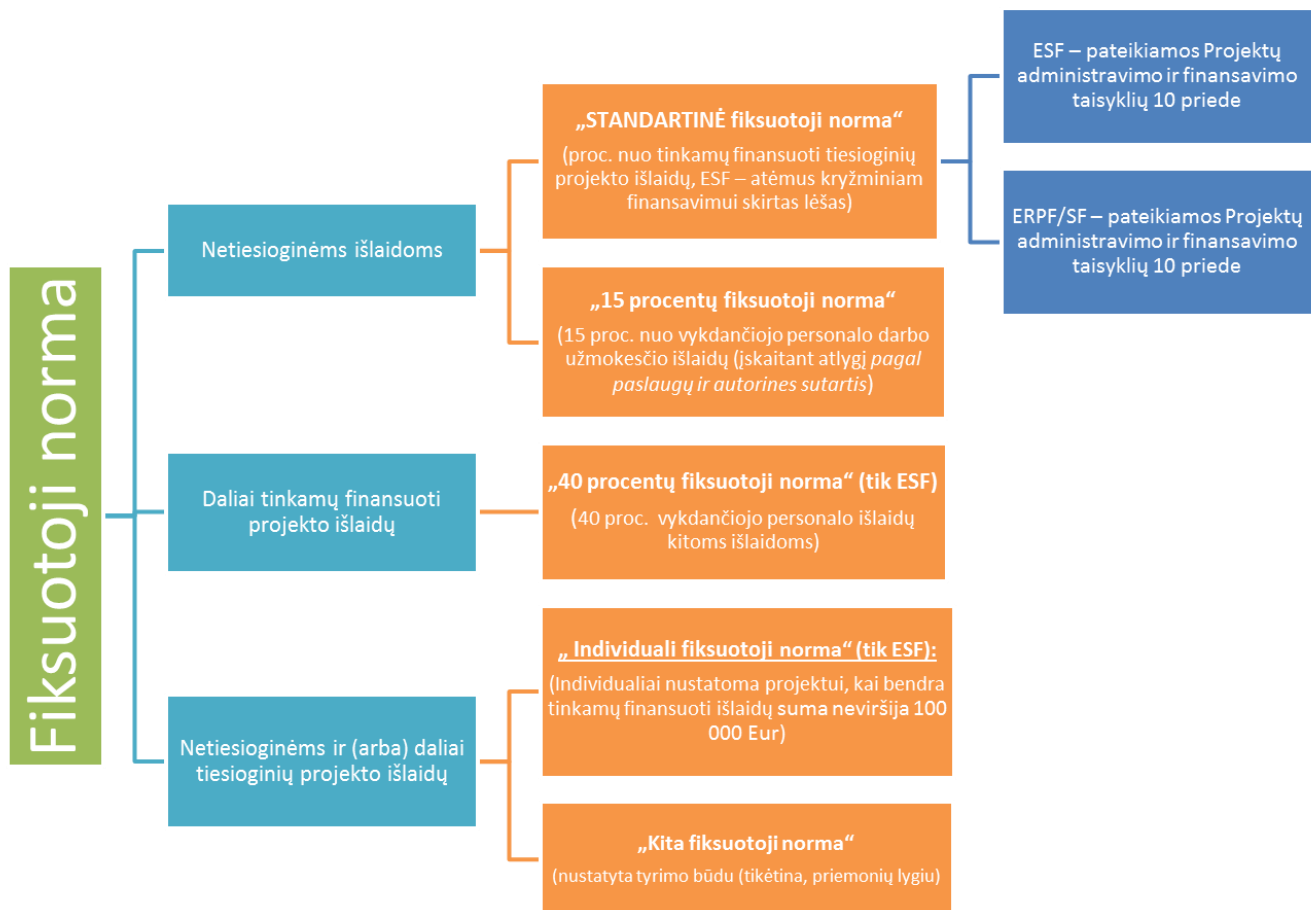 Fiksuotoji norma
Netiesioginėms išlaidoms
„STANDARTINĖ fiksuotoji norma“
(proc. nuo tinkamų finansuoti tiesioginių
projekto išlaidų, ESF – atėmus kryžminiam
finansavimui skirtas lėšas)
ESF – pateikiamos Projektų
administravimo ir finansavimo
taisyklių 10 priede
ERPF/SF – pateikiamos Projektų
administravimo ir finansavimo
taisyklių 10 priede
„15 procentų fiksuotoji norma“
(15 proc. nuo vykdančiojo personalo darbo
užmokesčio išlaidų (įskaitant atlygį pagal
paslaugų ir autorines sutartis)
Daliai tinkamų finansuoti
projekto išlaidų
„40 procentų fiksuotoji norma“ (tik ESF)
(40 proc. vykdančiojo personalo išlaidų
kitoms išlaidoms)
Netiesioginėms ir (arba) daliai
tiesioginių projekto išlaidų
„ Individuali fiksuotoji norma“ (tik ESF):
(Individualiai nustatoma projektui, kai bendra
tinkamų finansuoti išlaidų suma neviršija 100
000 Eur)
„Kita fiksuotoji norma“
(nustatyta tyrimo būdu (tikėtina, priemonių lygiu)